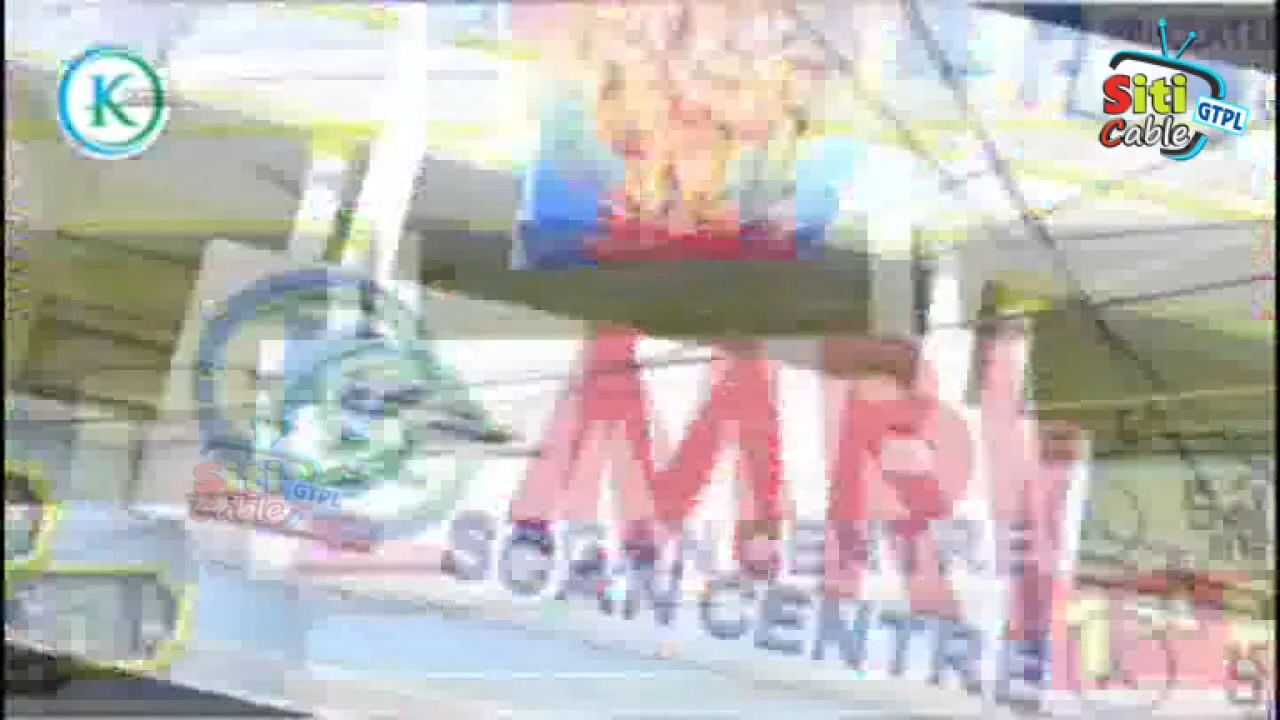 K
Siti
GTPL
Cable
MRI
Siti
GTPL
Cable
SCAN CENTRE